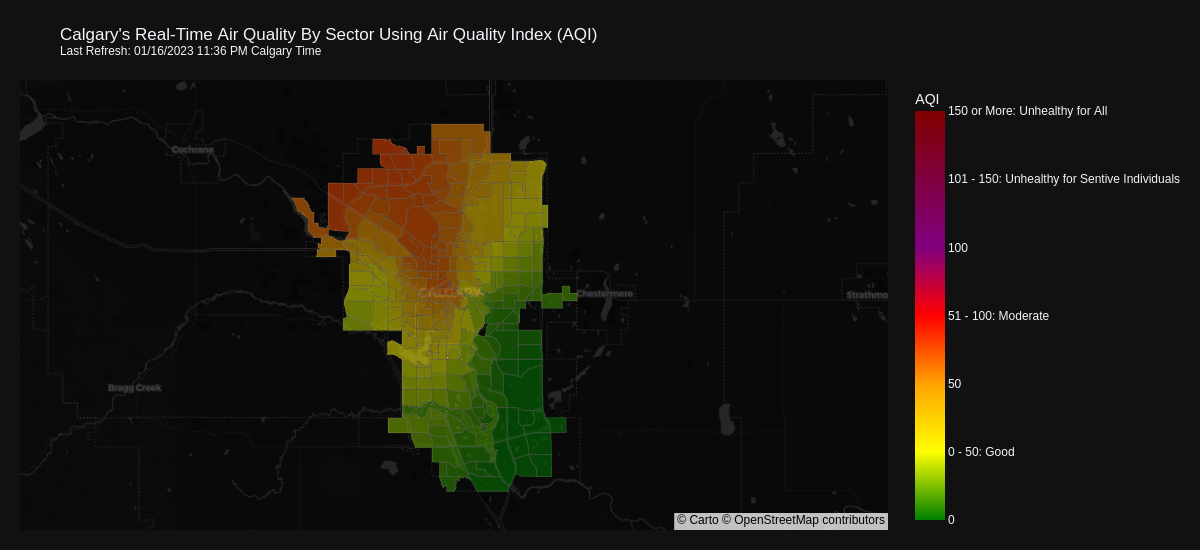 Calgary's Real-Time Air Quality By Sector Using Air Quality Index (AQI)
Last Refresh: 01/16/2023 11:36 PM Calgary Time
AQI
150 or More: Unhealthy for All
101 - 150: Unhealthy for Sentive Individuals
100
51 - 100: Moderate
50
0 - 50: Good
0
Cochrane
CALGARY
Chestermere
Strathmo
Bragg Creek
© Carto © OpenStreetMap contributors